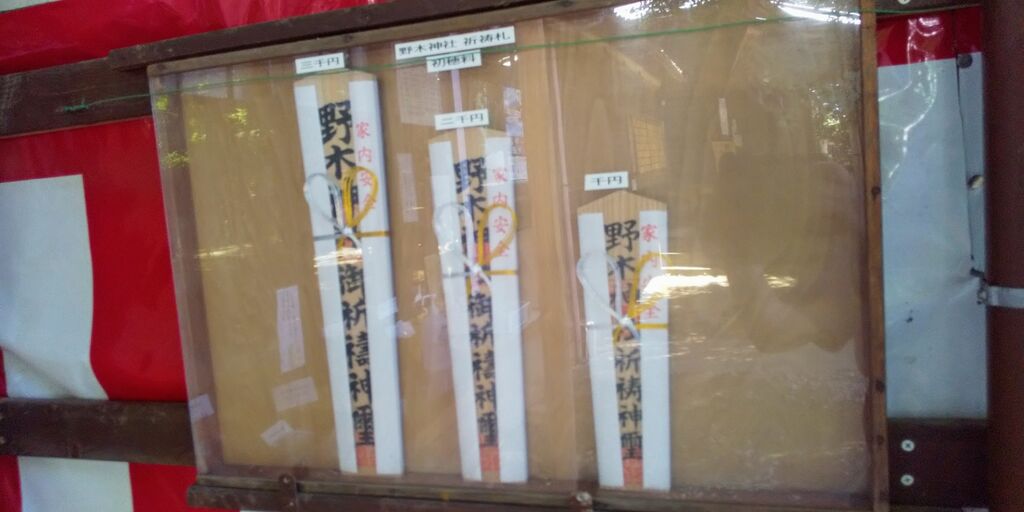 野木神社 祈祷札
初穂料
三千円
野木神御祈禱神璽
家内安全
二千円
野木神御祈禱神璽
家内安全
千円
野木神祈祷神璽
家内安全